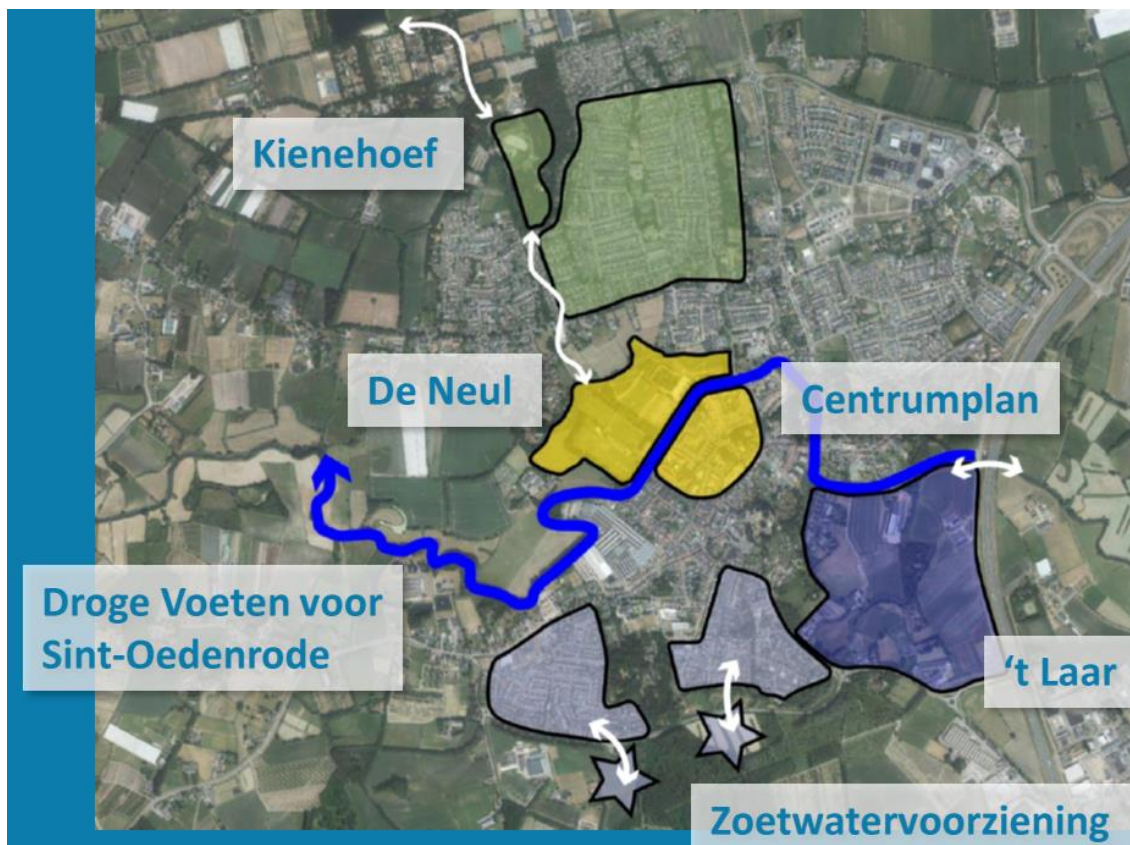 Kienehoef
De Neul
Centrumplan
Droge Voeten voor
Sint-Oedenrode
‘t Laar
Zoetwatervoorziening